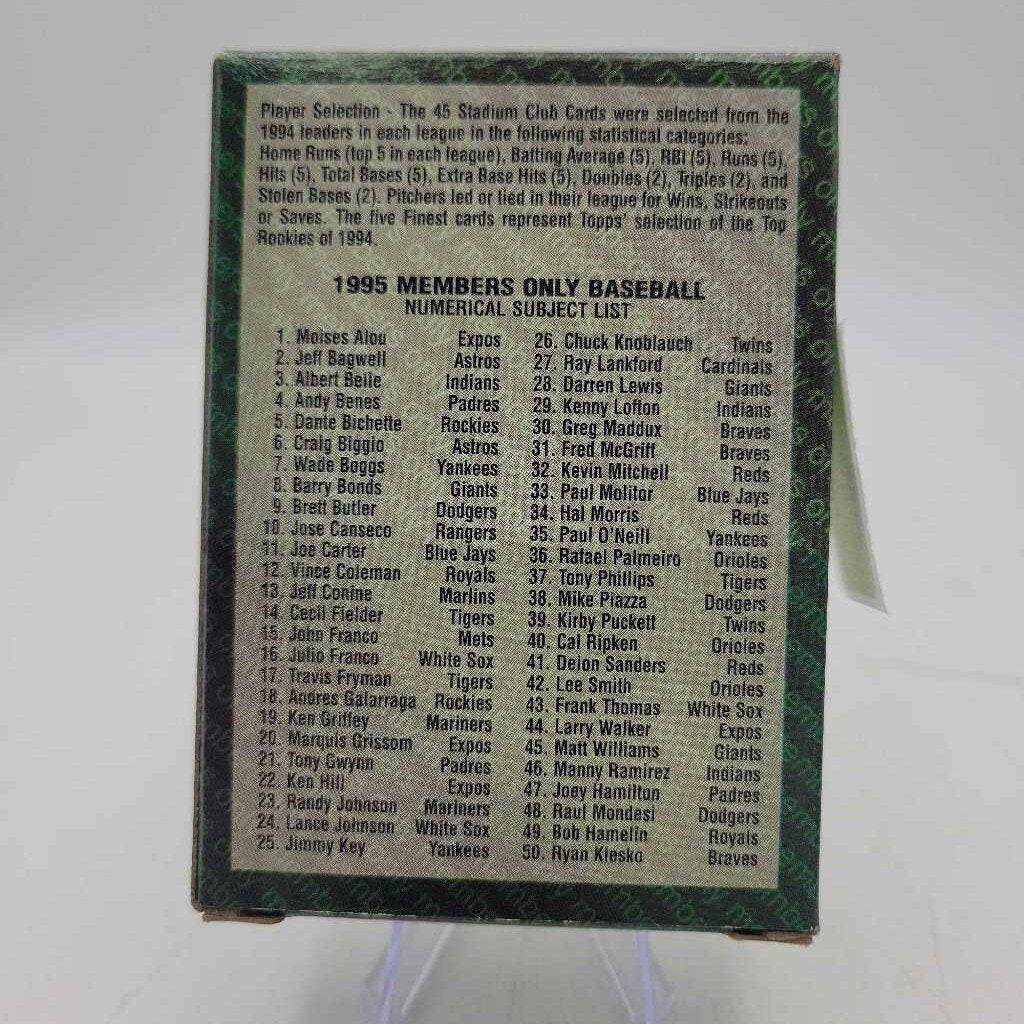 Player Selection - The 45 Stadium Club Cards were selected from the
1994 leaders in each league in the following statistical categories:
Home Runs (top 5 in each league), Batting Average (5), RBI (5), Runs (5),
Hits (5), Total Bases (5), Extra Base Hits (5), Doubles (2), Triples (2), and
Stolen Bases (2). Pitchers led or tied in their league for Wins, Strikeouts
or Saves. The five Finest cards represent Topps' selection of the Top
Rookies of 1994.
1995 MEMBERS ONLY BASEBALL
NUMERICAL SUBJECT LIST
1. Moises Alou Expos
2. Jeff Bagwell Astros
3. Albert Belle Indians
4. Andy Benes Padres
5. Dante Bichette Rockies
6. Craig Biggio Astros
7. Wade Boggs Yankees
8. Barry Bonds Giants
9. Brett Butler Dodgers
10. Jose Canseco Rangers
11. Joe Carter Blue Jays
12. Vince Coleman Royals
13. Jeff Conine Marlins
14. Cecil Fielder Tigers
15. John Franco Mets
16. Julio Franco White Sox
17. Travis Fryman Tigers
18. Andres Galarraga Rockies
19. Ken Griffey Mariners
20. Marquis Grissom Expos
21. Tony Gwynn Padres
22. Ken Hill Expos
23. Randy Johnson Mariners
24. Lance Johnson White Sox
25. Jimmy Key Yankees
26. Chuck Knoblauch Twins
27. Ray Lankford Cardinals
28. Darren Lewis Giants
29. Kenny Lofton Indians
30. Greg Maddux Braves
31. Fred McGriff Braves
32. Kevin Mitchell Reds
33. Paul Molitor Blue Jays
34. Hal Morris Reds
35. Paul O'Neill Yankees
36. Rafael Palmeiro Orioles
37. Tony Phillips Tigers
38. Mike Piazza Dodgers
39. Kirby Puckett Twins
40. Cal Ripken Orioles
41. Deion Sanders Reds
42. Lee Smith Orioles
43. Frank Thomas White Sox
44. Larry Walker Expos
45. Matt Williams Giants
46. Manny Ramirez Indians
47. Joey Hamilton Padres
48. Raul Mondesi Dodgers
49. Bob Hamelin Royals
50. Ryan Klesko Braves